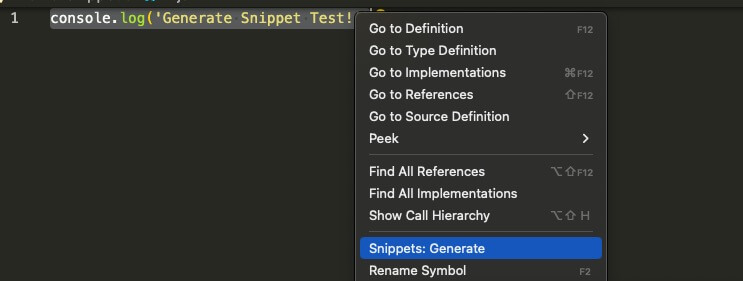 1 console.log('Generate Snippet Test!
Go to Definition F12
Go to Type Definition
Go to Implementations ⌘F12
Go to References ⇧F12
Go to Source Definition
Peek
Find All References ⌥⇧F12
Find All Implementations
Show Call Hierarchy ⌥⇧ H
Snippets: Generate
Rename Symbol F2